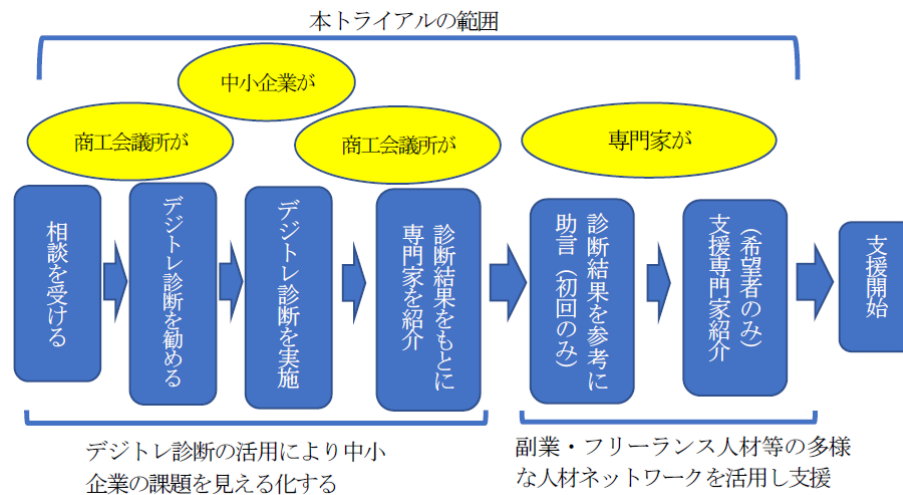 本トライアルの範囲
中小企業が
商工会議所が
商工会議所が
専門家が
相談を受ける
デジトレ診断を勧める
デジトレ診断を実施
診断結果をもとに
専門家を紹介
診断結果を参考に
助言（初回のみ）
（希望者のみ）
支援専門家紹介
支援開始
デジトレ診断の活用により中小
企業の課題を見える化する
副業・フリーランス人材等の多様
な人材ネットワークを活用し支援